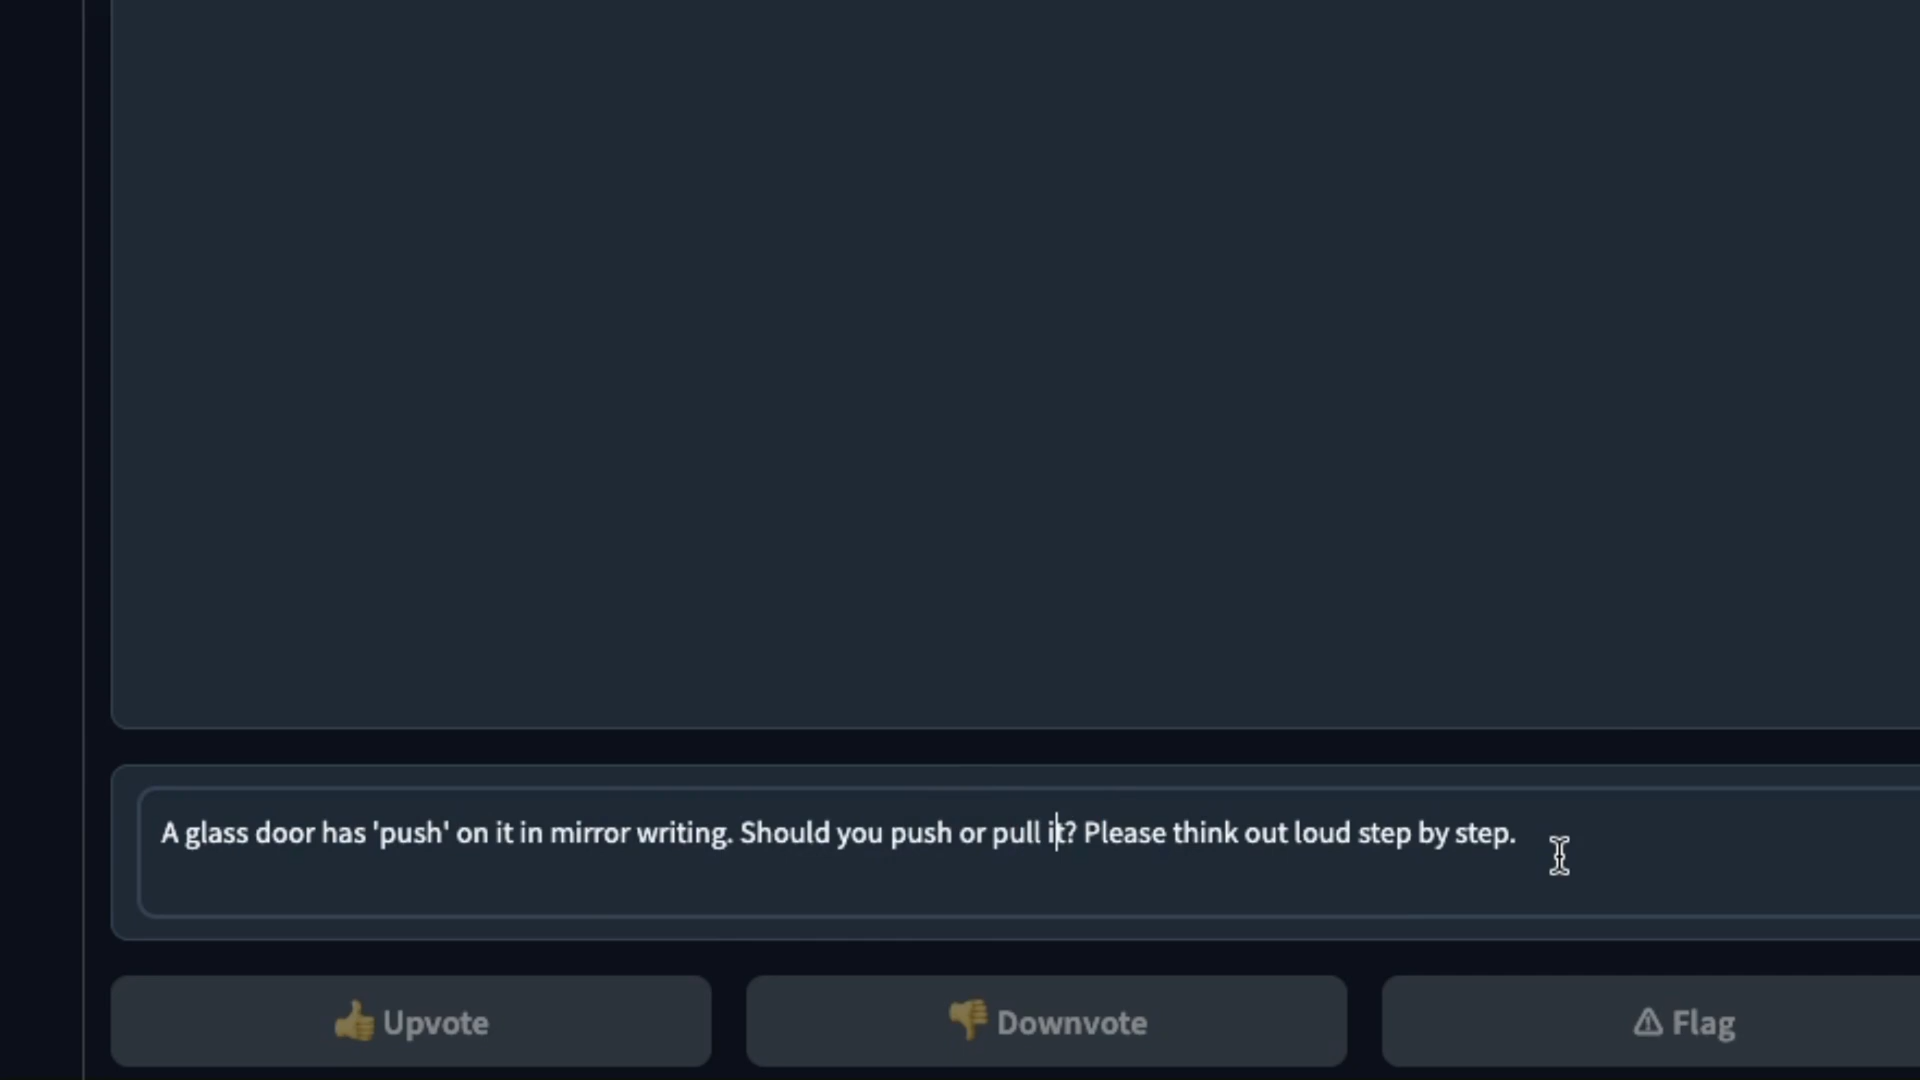 A glass door has 'push' on it in mirror writing. Should you push or pull it? Please think out loud step by step.
👍 Upvote
👎 Downvote
⚠ Flag